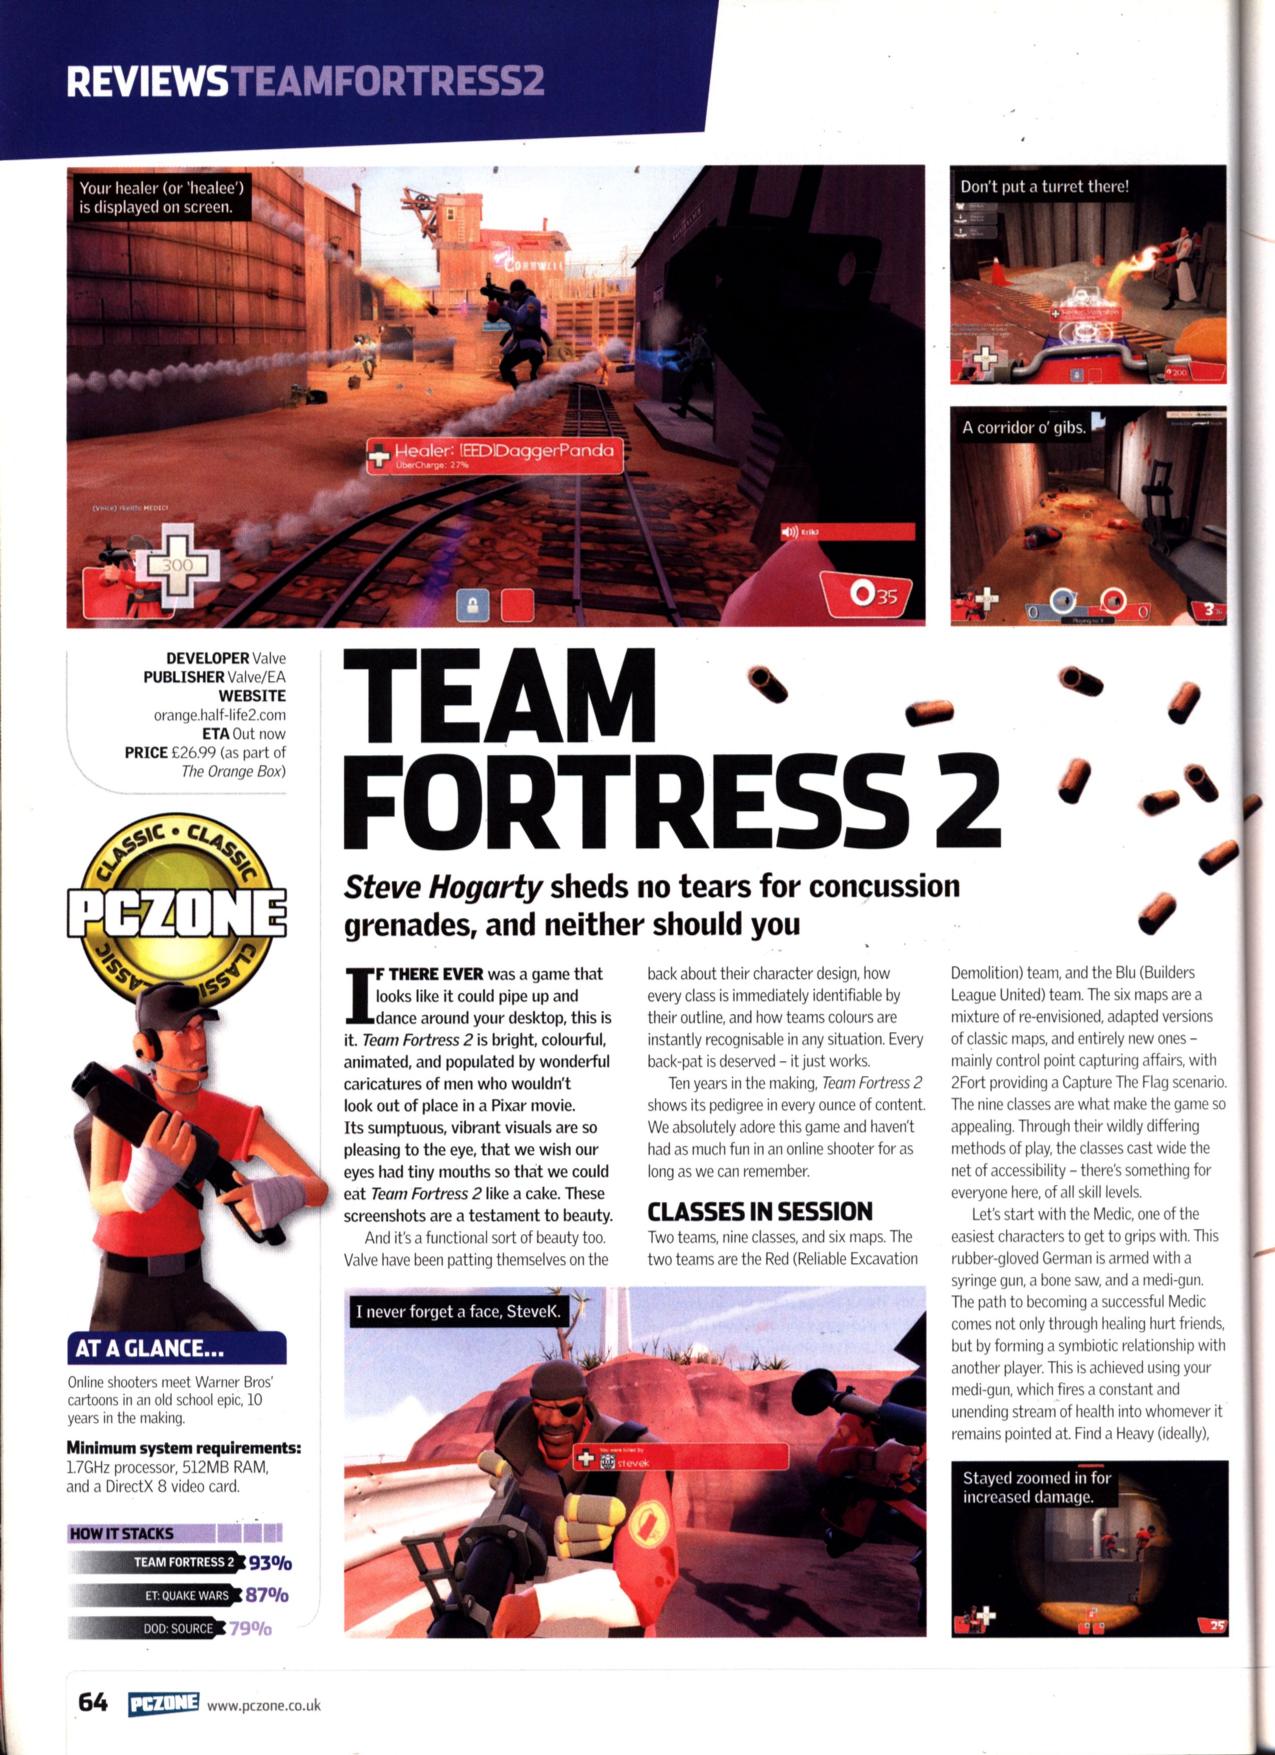 REVIEWSTEAMFORTRESS2
Your healer (or 'healee')
is displayed on screen.
CORNWELL
Healer: [EED]DaggerPanda
ÜberCharge: 27%
300
ErikJ
35
Don't put a turret there!
200
A corridor o' gibs.
0
0
3
DEVELOPER Valve
PUBLISHER Valve/EA
WEBSITE
orange.half-life2.com
ETA Out now
PRICE £26.99 (as part of
The Orange Box)
TEAM
FORTRESS 2
Steve Hogarty sheds no tears for concussion
grenades, and neither should you
CLASSIC • CLASSIC
PCZONE
CLASSIC CLASSIC
IF THERE EVER was a game that
looks like it could pipe up and
dance around your desktop, this is
it. Team Fortress 2 is bright, colourful,
animated, and populated by wonderful
caricatures of men who wouldn't
look out of place in a Pixar movie.
Its sumptuous, vibrant visuals are so
pleasing to the eye, that we wish our
eyes had tiny mouths so that we could
eat Team Fortress 2 like a cake. These
screenshots are a testament to beauty.
And it's a functional sort of beauty too.
Valve have been patting themselves on the
back about their character design, how
every class is immediately identifiable by
their outline, and how teams colours are
instantly recognisable in any situation. Every
back-pat is deserved – it just works.
Ten years in the making, Team Fortress 2
shows its pedigree in every ounce of content.
We absolutely adore this game and haven't
had as much fun in an online shooter for as
long as we can remember.
CLASSES IN SESSION
Two teams, nine classes, and six maps. The
two teams are the Red (Reliable Excavation
Demolition) team, and the Blu (Builders
League United) team. The six maps are a
mixture of re-envisioned, adapted versions
of classic maps, and entirely new ones –
mainly control point capturing affairs, with
2Fort providing a Capture The Flag scenario.
The nine classes are what make the game so
appealing. Through their wildly differing
methods of play, the classes cast wide the
net of accessibility – there's something for
everyone here, of all skill levels.
Let's start with the Medic, one of the
easiest characters to get to grips with. This
rubber-gloved German is armed with a
syringe gun, a bone saw, and a medi-gun.
The path to becoming a successful Medic
comes not only through healing hurt friends,
but by forming a symbiotic relationship with
another player. This is achieved using your
medi-gun, which fires a constant and
unending stream of health into whomever it
remains pointed at. Find a Heavy (ideally),
AT A GLANCE...
Online shooters meet Warner Bros'
cartoons in an old school epic, 10
years in the making.
Minimum system requirements:
1.7GHz processor, 512MB RAM,
and a DirectX 8 video card.
HOW IT STACKS
TEAM FORTRESS 2 93%
ET: QUAKE WARS 87%
DOD: SOURCE 79%
I never forget a face, SteveK.
You were killed by
stevek
Stayed zoomed in for
increased damage.
25
64 PCZONE www.pczone.co.uk